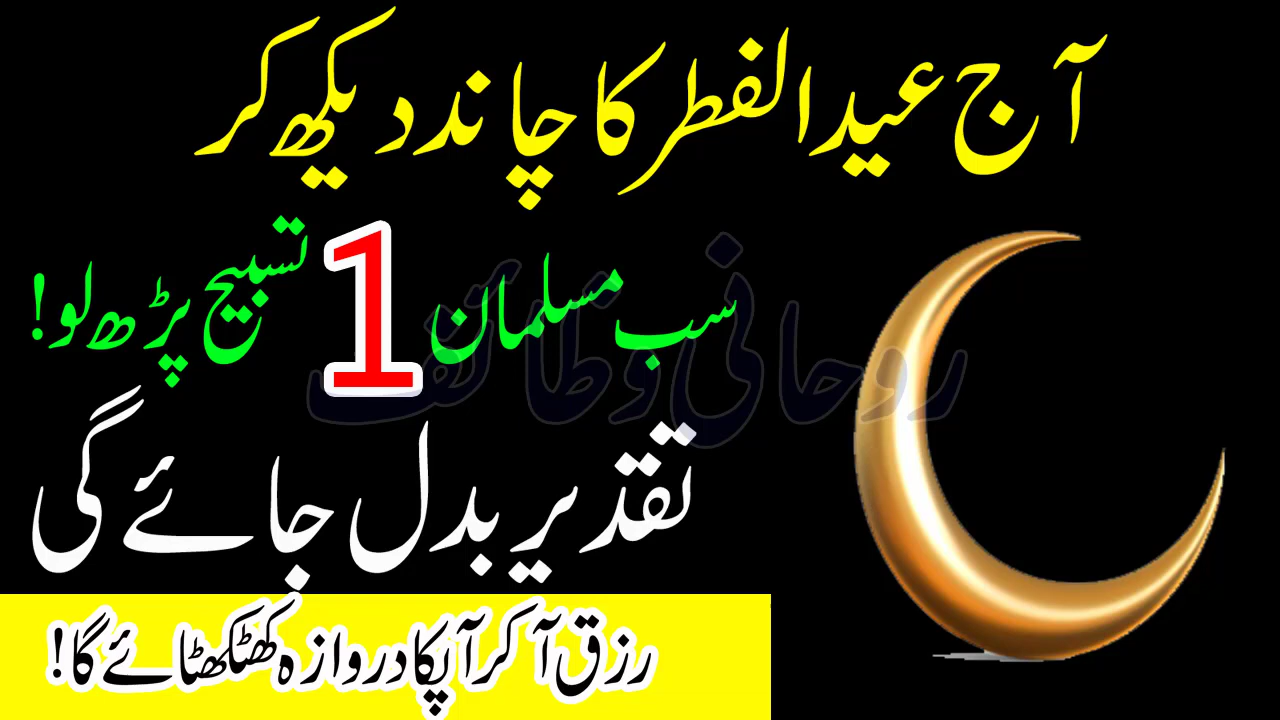 آج عیدالفطر کا چاند دیکھ کر
سب مسلمان 1 تسبیح پڑھ لو!
روحانی وظائف
تقدیر بدل جائے گی
رزق آ کر آپکا دروازہ کھٹکھٹائے گا!